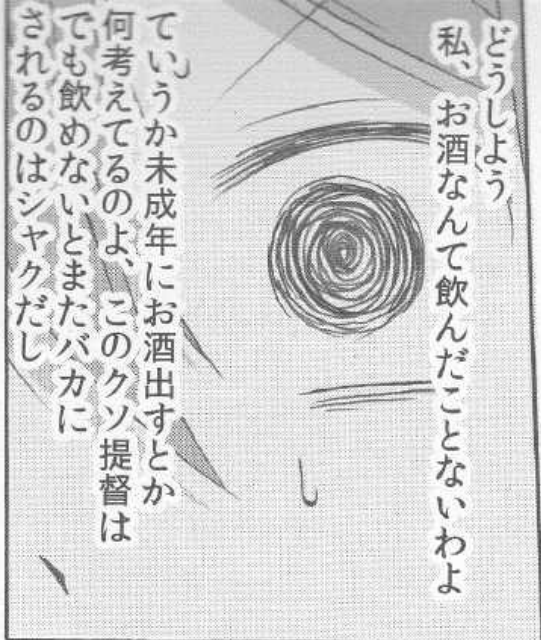 どうしよう
私、お酒なんて飲んだことないわよ
ていうか未成年にお酒出すとか
何考えてるのよ、このクソ提督は
でも飲めないとまたバカに
されるのはシャクだし